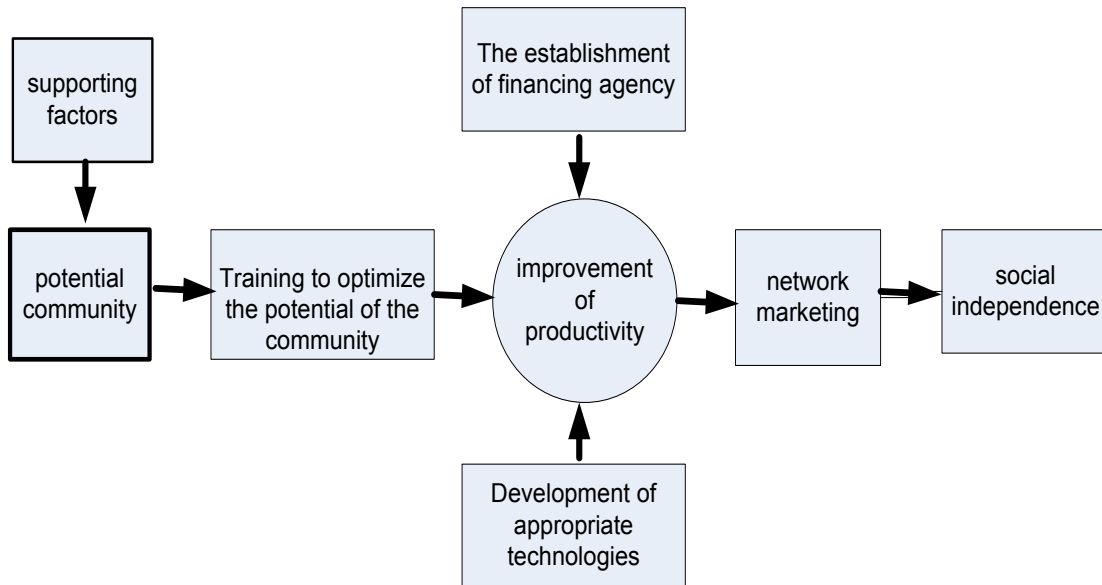 supporting
factors
The establishment
of financing agency
potential
community
Training to optimize
the potential of the
community
improvement
of
productivity
network
marketing
social
independence
Development of
appropriate
technologies